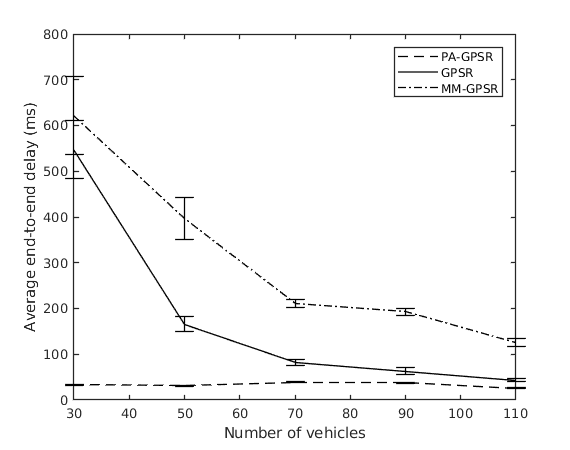 800
700
600
500
400
300
200
100
0
Average end-to-end delay (ms)
PA-GPSR
GPSR
MM-GPSR
30 40 50 60 70 80 90 100 110
Number of vehicles